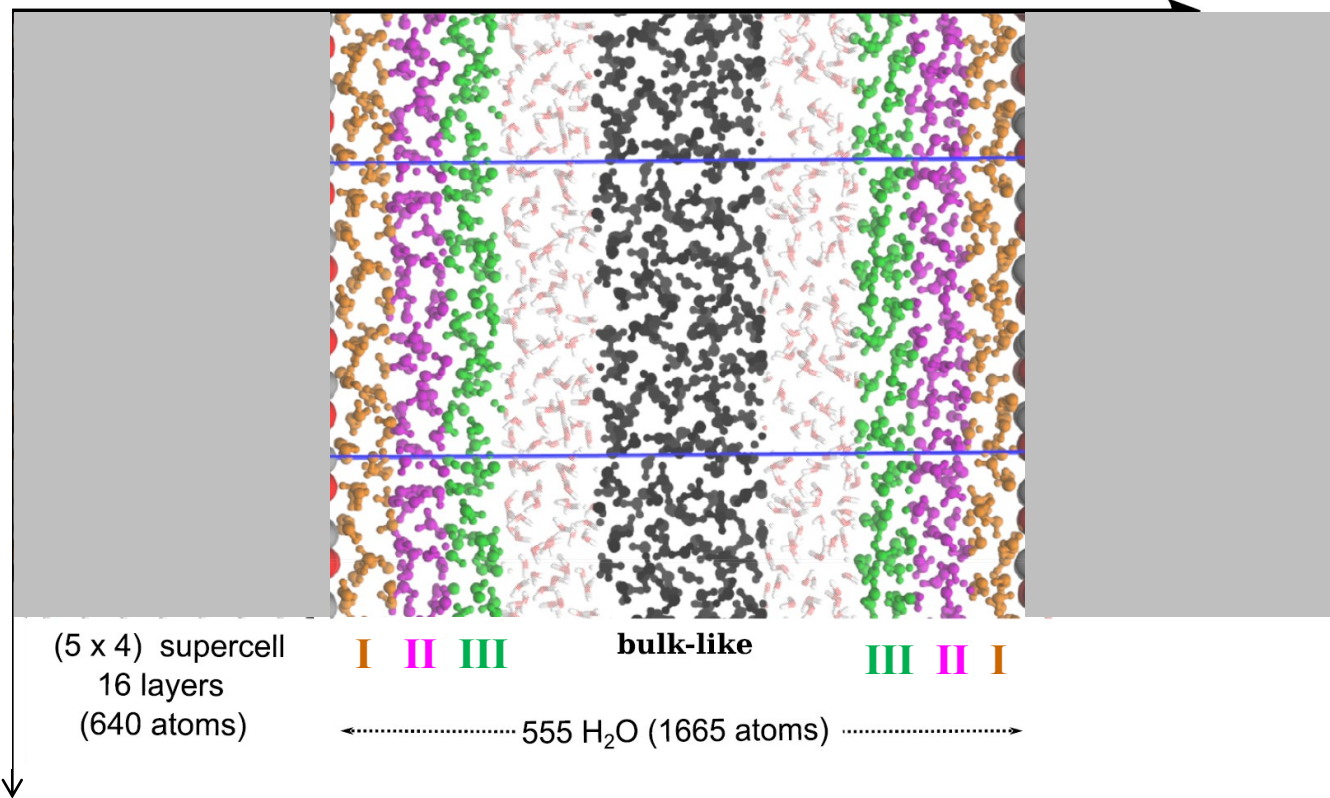 (5 x 4) supercell
16 layers
(640 atoms)
I II III bulk-like III II I
555 H₂O (1665 atoms)